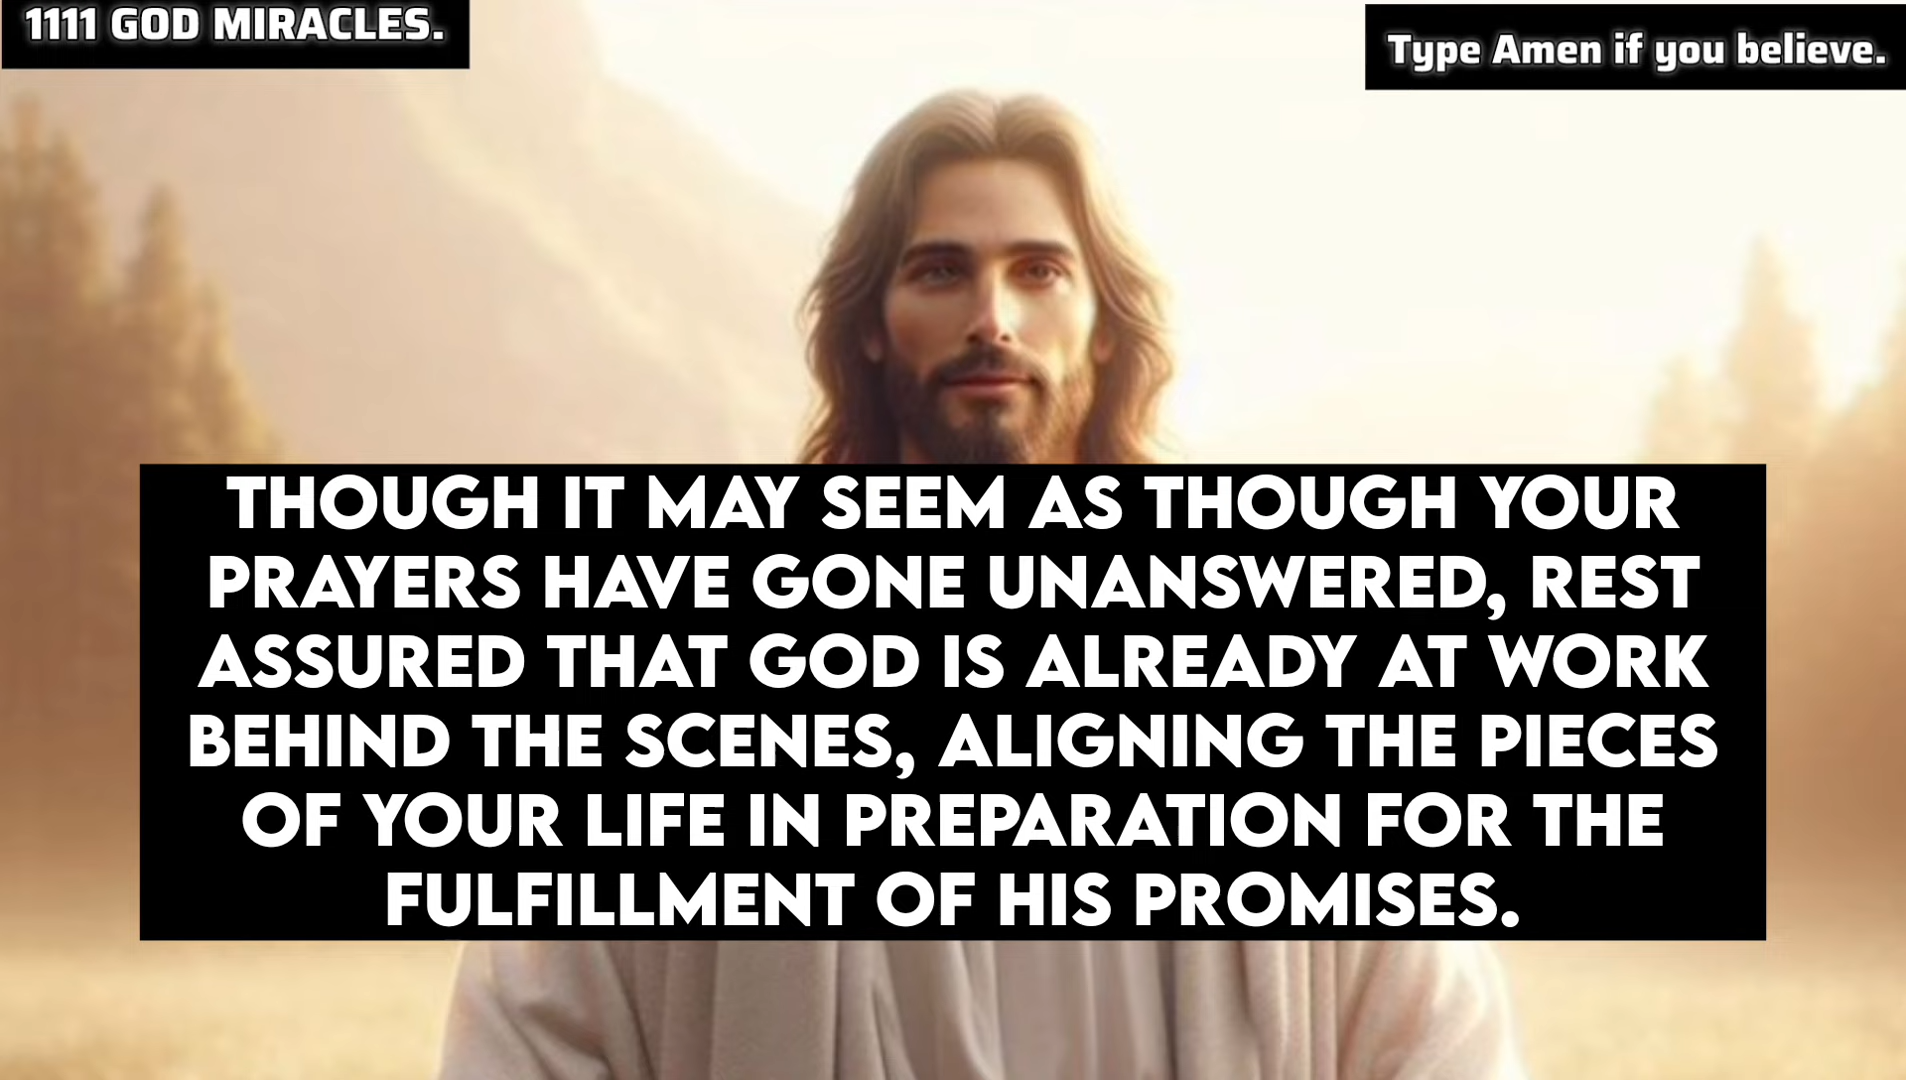 1111 GOD MIRACLES.
Type Amen if you believe.
THOUGH IT MAY SEEM AS THOUGH YOUR
PRAYERS HAVE GONE UNANSWERED, REST
ASSURED THAT GOD IS ALREADY AT WORK
BEHIND THE SCENES, ALIGNING THE PIECES
OF YOUR LIFE IN PREPARATION FOR THE
FULFILLMENT OF HIS PROMISES.